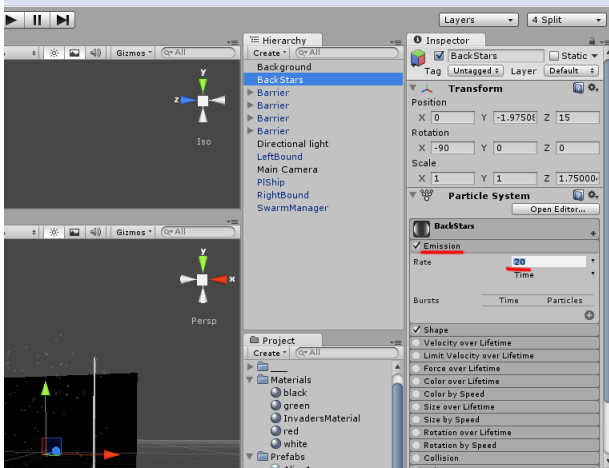 Layers
4 Split
Gizmos
All
y
z
Iso
Gizmos
All
y
x
Persp
Hierarchy
Create
All
Background
BackStars
Barrier
Barrier
Barrier
Barrier
Directional light
LeftBound
Main Camera
PlShip
RightBound
SwarmManager
Project
Create
All
___
Materials
black
green
InvadersMaterial
red
white
Prefabs
Inspector
BackStars
Static
Tag Untagged Layer Default
Transform
Position
X 0 Y -1.97508 Z 15
Rotation
X -90 Y 0 Z 0
Scale
X 1 Y 1 Z 1.75000
Particle System
Open Editor...
BackStars
Emission
Rate 20
Time
Bursts Time Particles
Shape
Velocity over Lifetime
Limit Velocity over Lifetime
Force over Lifetime
Color over Lifetime
Color by Speed
Size over Lifetime
Size by Speed
Rotation over Lifetime
Rotation by Speed
Collision